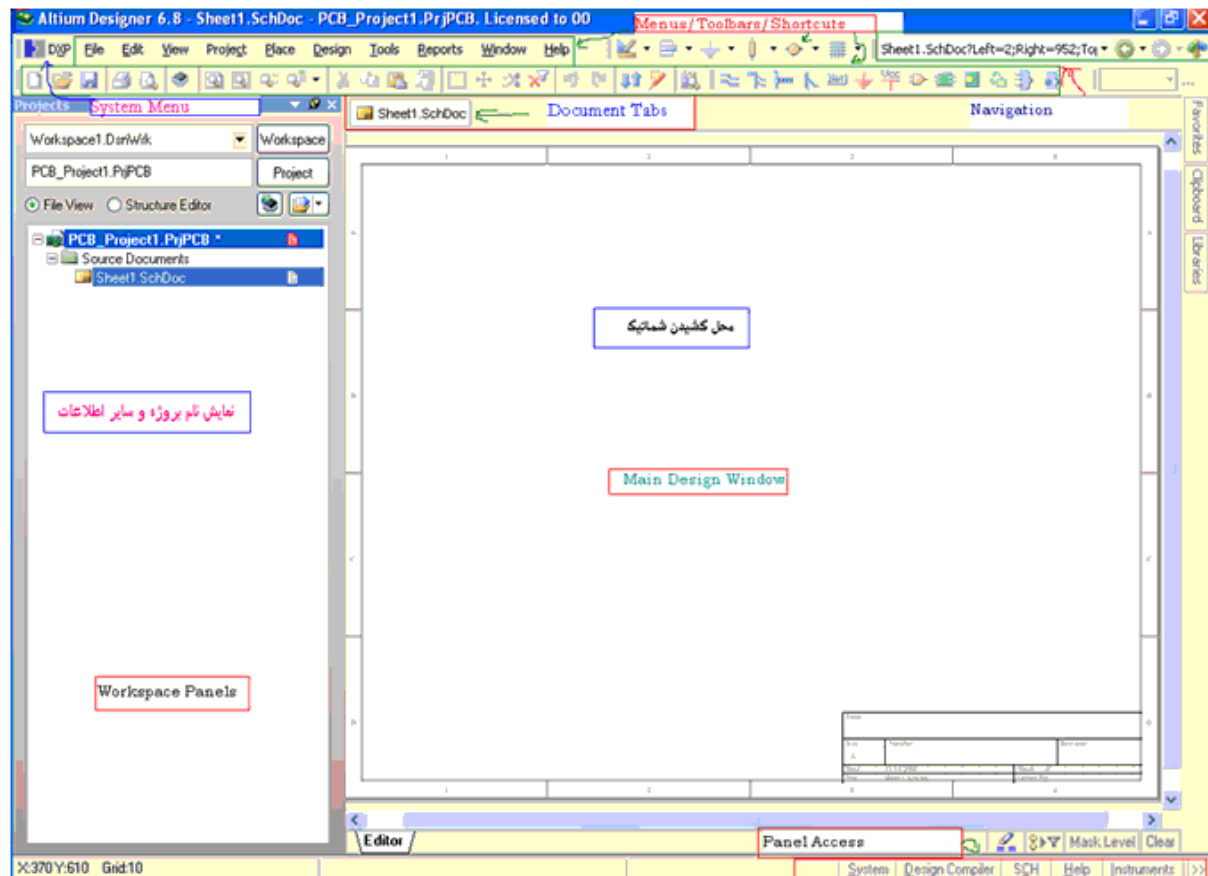 Altium Designer 6.8 - Sheet1.SchDoc - PCB_Project1.PrjPCB. Licensed to 00
Menus/Toolbars/Shortcuts
DXP File Edit View Project Place Design Tools Reports Window Help
Sheet1.SchDoc?Left=2;Right=952;Top
Projects
System Menu
Sheet1.SchDoc
Document Tabs
Navigation
Workspace1.DsnWrk
Workspace
PCB_Project1.PrjPCB
Project
File View
Structure Editor
PCB_Project1.PrjPCB *
Source Documents
Sheet1.SchDoc
Favorites
Clipboard
Libraries
محل کشیدن شماتیک
نمایش نام پروژه و سایر اطلاعات
Main Design Window
Workspace Panels
Editor
Panel Access
Mask Level
Clear
X:370 Y:610 Grid:10
System
Design Compiler
SCH
Help
Instruments
>>